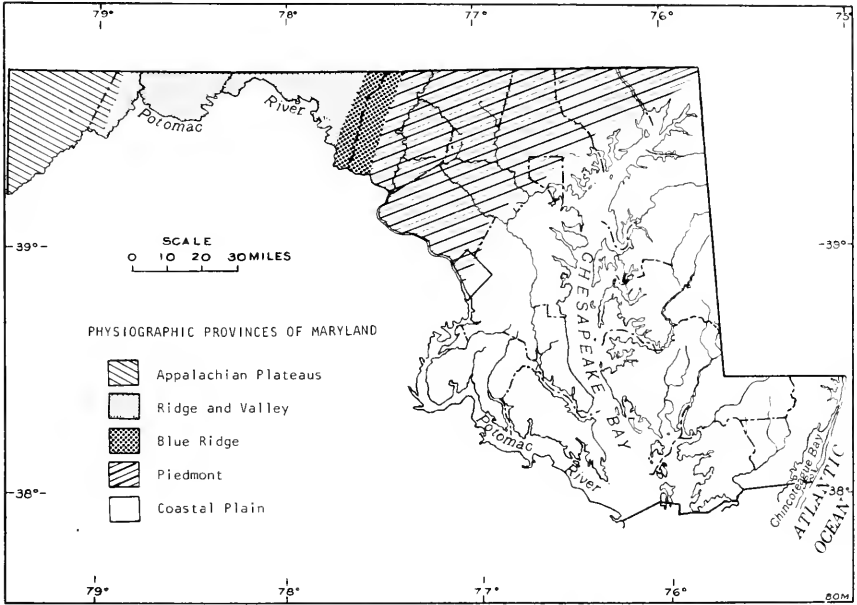 79°
78°
77°
76°
75°
Potomac
River
39°
39°
SCALE
0 10 20 30 MILES
CHESAPEAKE BAY
PHYSIOGRAPHIC PROVINCES OF MARYLAND
Appalachian Plateaus
Ridge and Valley
Blue Ridge
Piedmont
Coastal Plain
Potomac
River
Chincoteague Bay
ATLANTIC
OCEAN
38°
38°
79°
78°
77°
76°
BDM